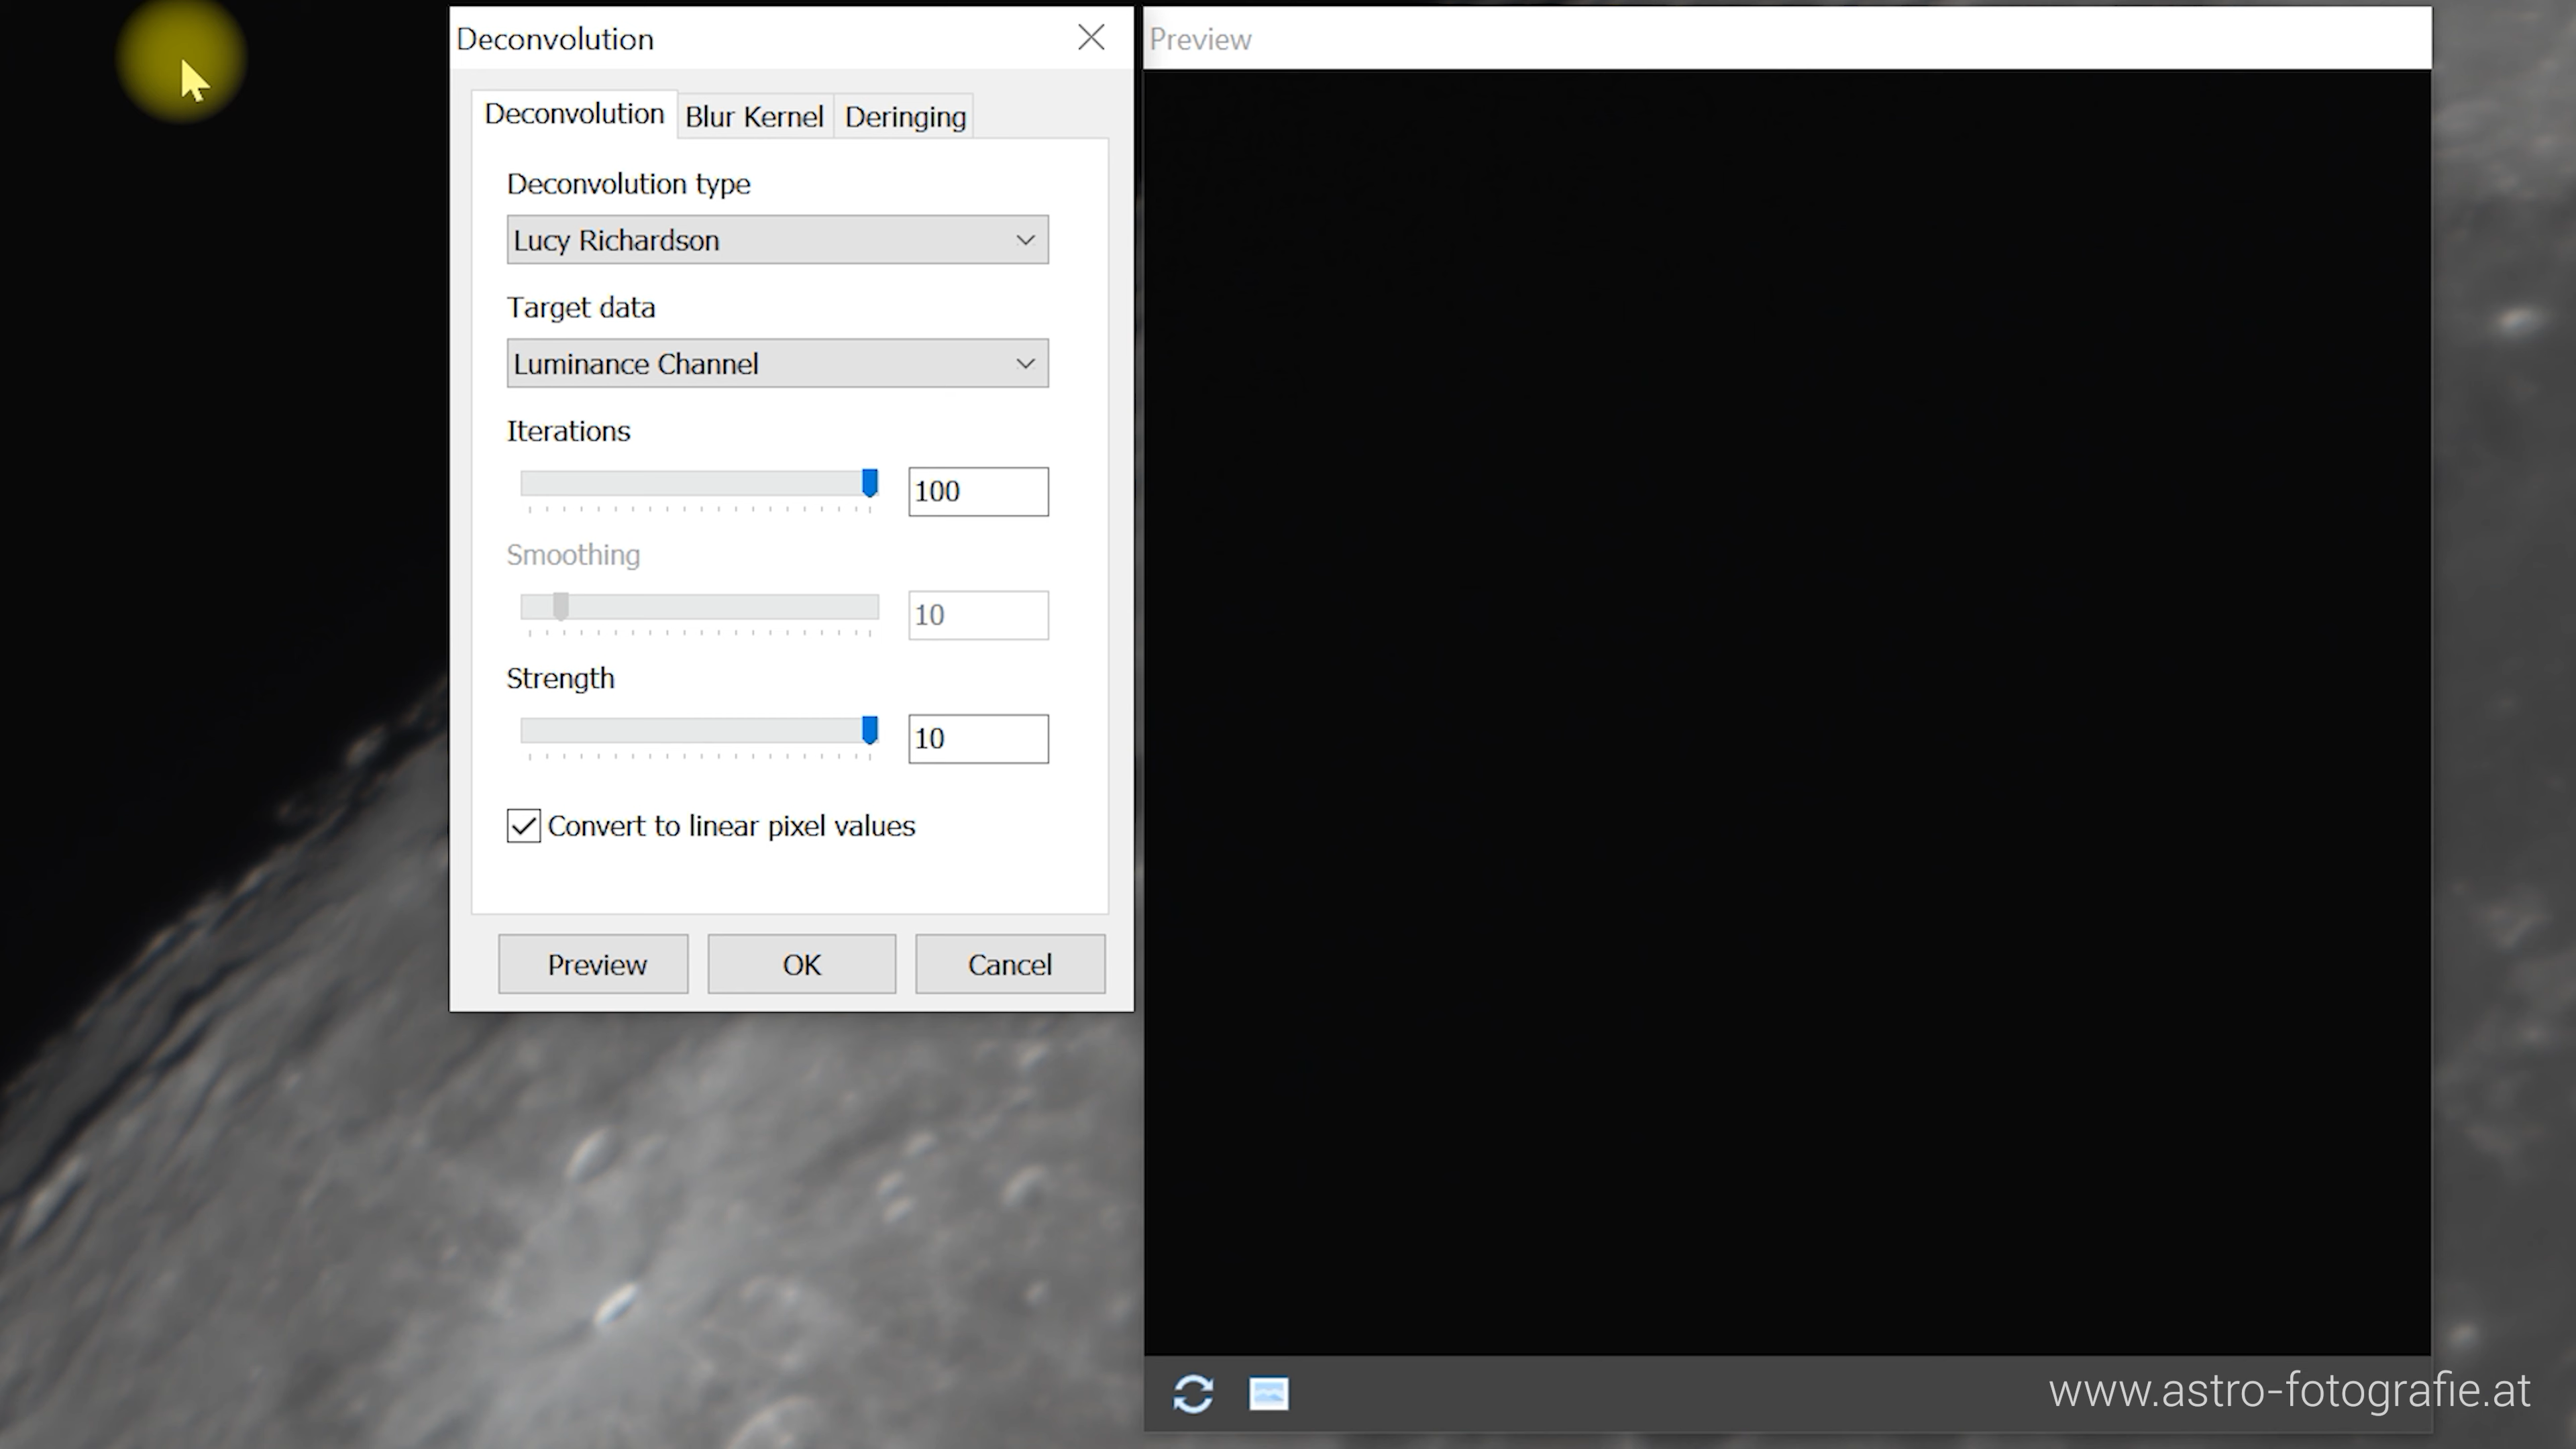 Deconvolution
Preview
Deconvolution Blur Kernel Deringing
Deconvolution type
Lucy Richardson
Target data
Luminance Channel
Iterations
100
Smoothing
10
Strength
10
Convert to linear pixel values
Preview OK Cancel
www.astro-fotografie.at